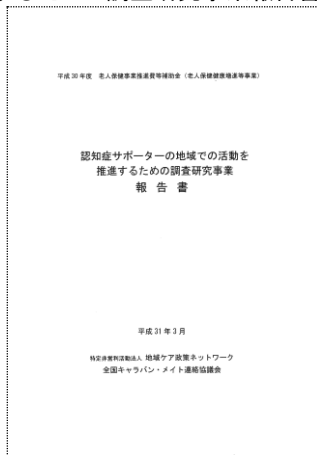 平成 30 年度 老人保健事業推進費等補助金（老人保健健康増進等事業）
認知症サポーターの地域での活動を
推進するための調査研究事業
報 告 書
平成 31 年 3 月
特定非営利活動法人 地域ケア政策ネットワーク
全国キャラバン・メイト連絡協議会